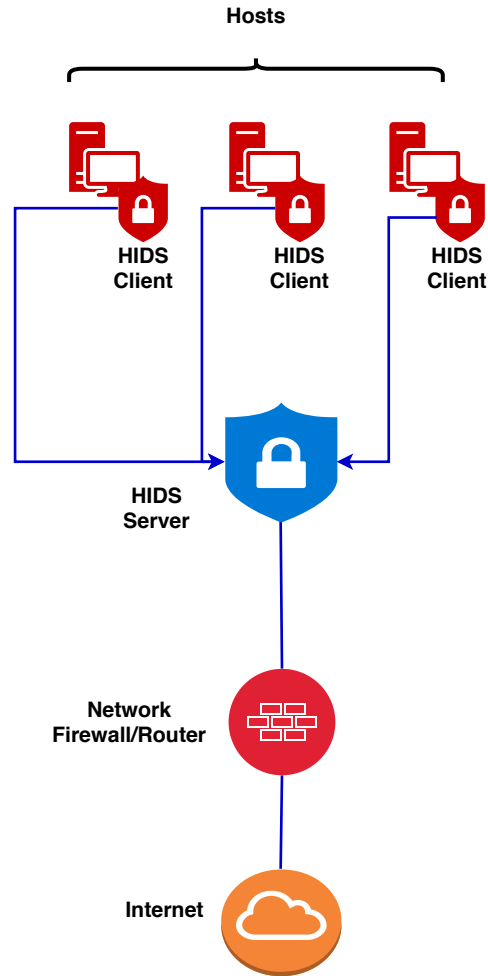 Hosts
HIDS
Client
HIDS
Client
HIDS
Client
HIDS
Server
Network
Firewall/Router
Internet